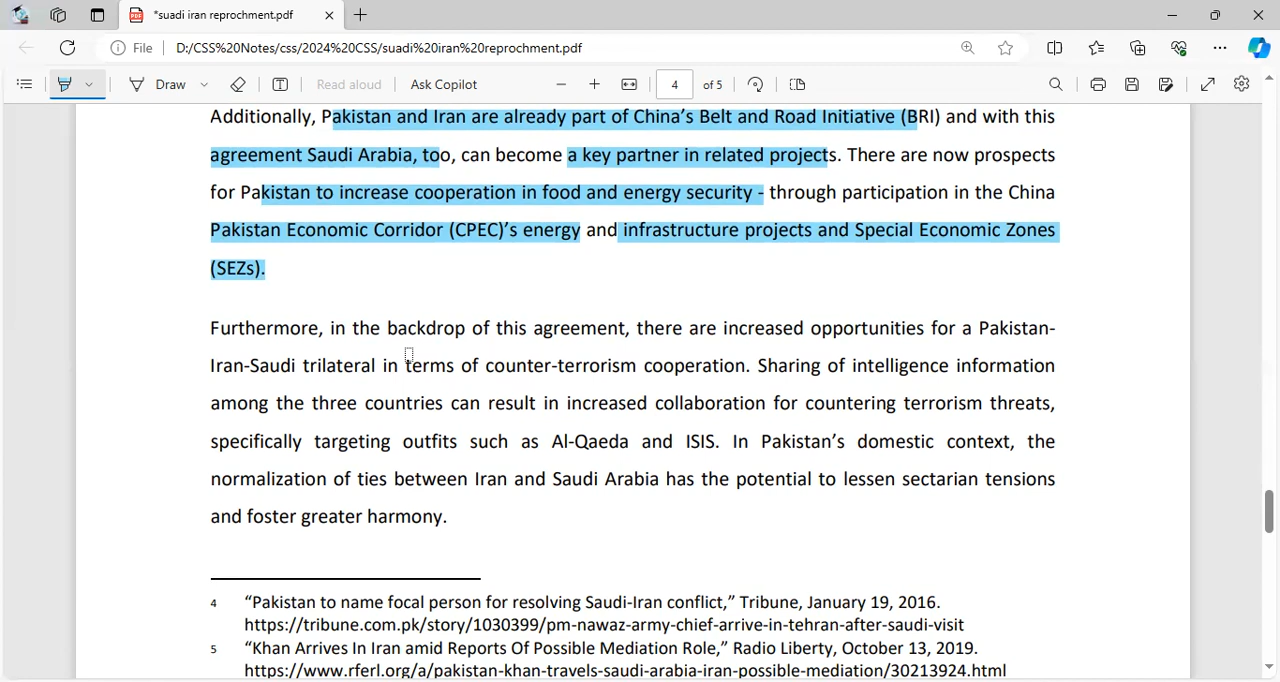 *suadi iran reprochment.pdf
File D:/CSS%20Notes/css/2024%20CSS/suadi%20iran%20reprochment.pdf
Draw Read aloud Ask Copilot 4 of 5
Additionally, Pakistan and Iran are already part of China’s Belt and Road Initiative (BRI) and with this
agreement Saudi Arabia, too, can become a key partner in related projects. There are now prospects
for Pakistan to increase cooperation in food and energy security - through participation in the China
Pakistan Economic Corridor (CPEC)’s energy and infrastructure projects and Special Economic Zones
(SEZs).
Furthermore, in the backdrop of this agreement, there are increased opportunities for a Pakistan-
Iran-Saudi trilateral in terms of counter-terrorism cooperation. Sharing of intelligence information
among the three countries can result in increased collaboration for countering terrorism threats,
specifically targeting outfits such as Al-Qaeda and ISIS. In Pakistan’s domestic context, the
normalization of ties between Iran and Saudi Arabia has the potential to lessen sectarian tensions
and foster greater harmony.
4 “Pakistan to name focal person for resolving Saudi-Iran conflict,” Tribune, January 19, 2016.
https://tribune.com.pk/story/1030399/pm-nawaz-army-chief-arrive-in-tehran-after-saudi-visit
5 “Khan Arrives In Iran amid Reports Of Possible Mediation Role,” Radio Liberty, October 13, 2019.
https://www.rferl.org/a/pakistan-khan-travels-saudi-arabia-iran-possible-mediation/30213924.html